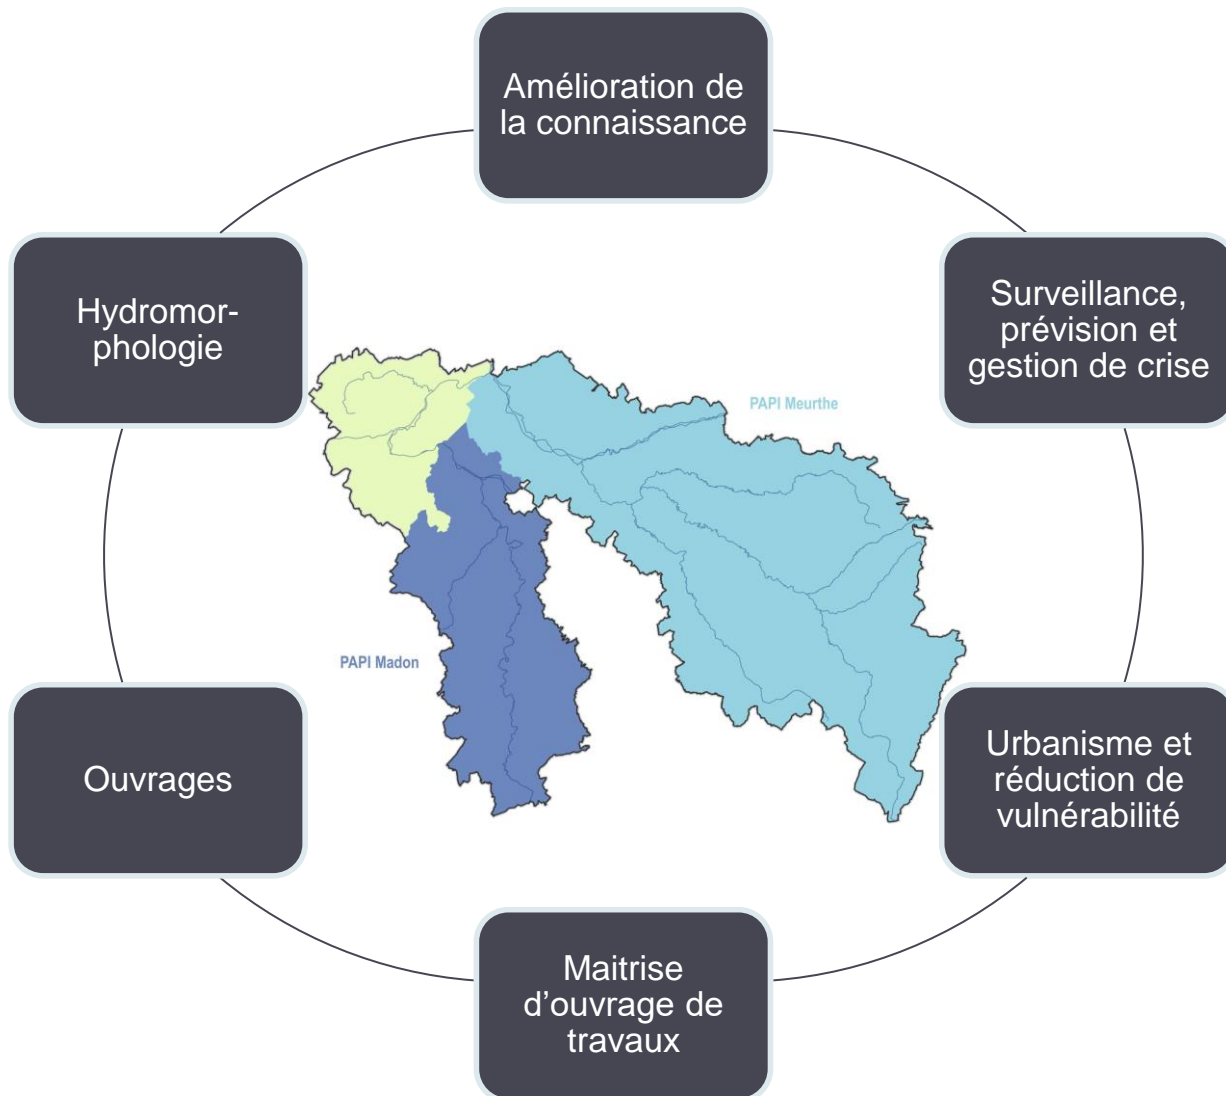 Amélioration de
la connaissance
Surveillance,
prévision et
gestion de crise
Hydromor-
phologie
PAPI Meurthe
PAPI Madon
Urbanisme et
réduction de
vulnérabilité
Ouvrages
Maitrise
d’ouvrage de
travaux